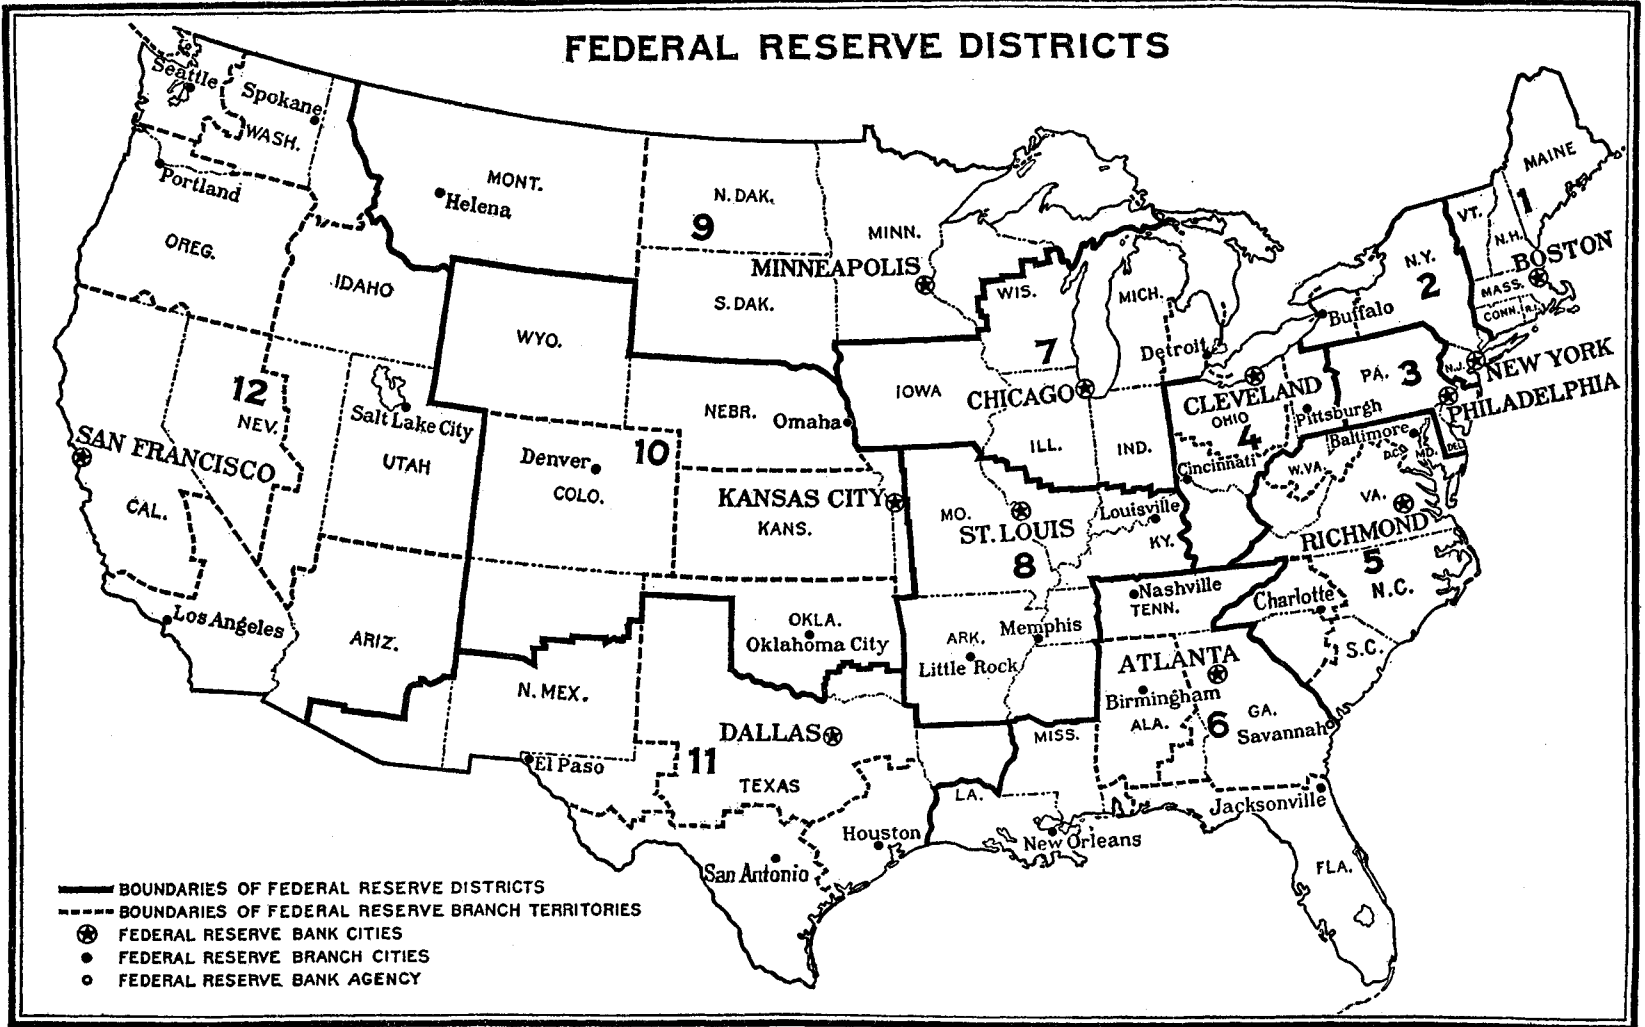 FEDERAL RESERVE DISTRICTS
Seattle
Spokane
WASH.
Portland
OREG.
IDAHO
MONT.
Helena
N. DAK.
9
MINN.
MINNEAPOLIS
S. DAK.
WYO.
WIS.
MICH.
7
Detroit
IOWA
CHICAGO
ILL.
IND.
MAINE
1
VT.
N.H.
BOSTON
MASS.
CONN.
R.I.
N.Y.
2
Buffalo
NEW YORK
N.J.
PA.
3
PHILADELPHIA
Pittsburgh
CLEVELAND
OHIO
4
Cincinnati
Baltimore
D.C.
MD.
DEL.
W.VA.
VA.
RICHMOND
5
N.C.
Charlotte
S.C.
12
NEV.
Salt Lake City
UTAH
SAN FRANCISCO
CAL.
Los Angeles
ARIZ.
NEBR.
Omaha
10
Denver
COLO.
KANSAS CITY
KANS.
MO.
ST. LOUIS
8
Louisville
KY.
Nashville
TENN.
Memphis
ARK.
Little Rock
OKLA.
Oklahoma City
N. MEX.
El Paso
DALLAS
11
TEXAS
Houston
San Antonio
LA.
New Orleans
MISS.
ATLANTA
Birmingham
ALA.
6
GA.
Savannah
Jacksonville
FLA.
BOUNDARIES OF FEDERAL RESERVE DISTRICTS
BOUNDARIES OF FEDERAL RESERVE BRANCH TERRITORIES
FEDERAL RESERVE BANK CITIES
FEDERAL RESERVE BRANCH CITIES
FEDERAL RESERVE BANK AGENCY